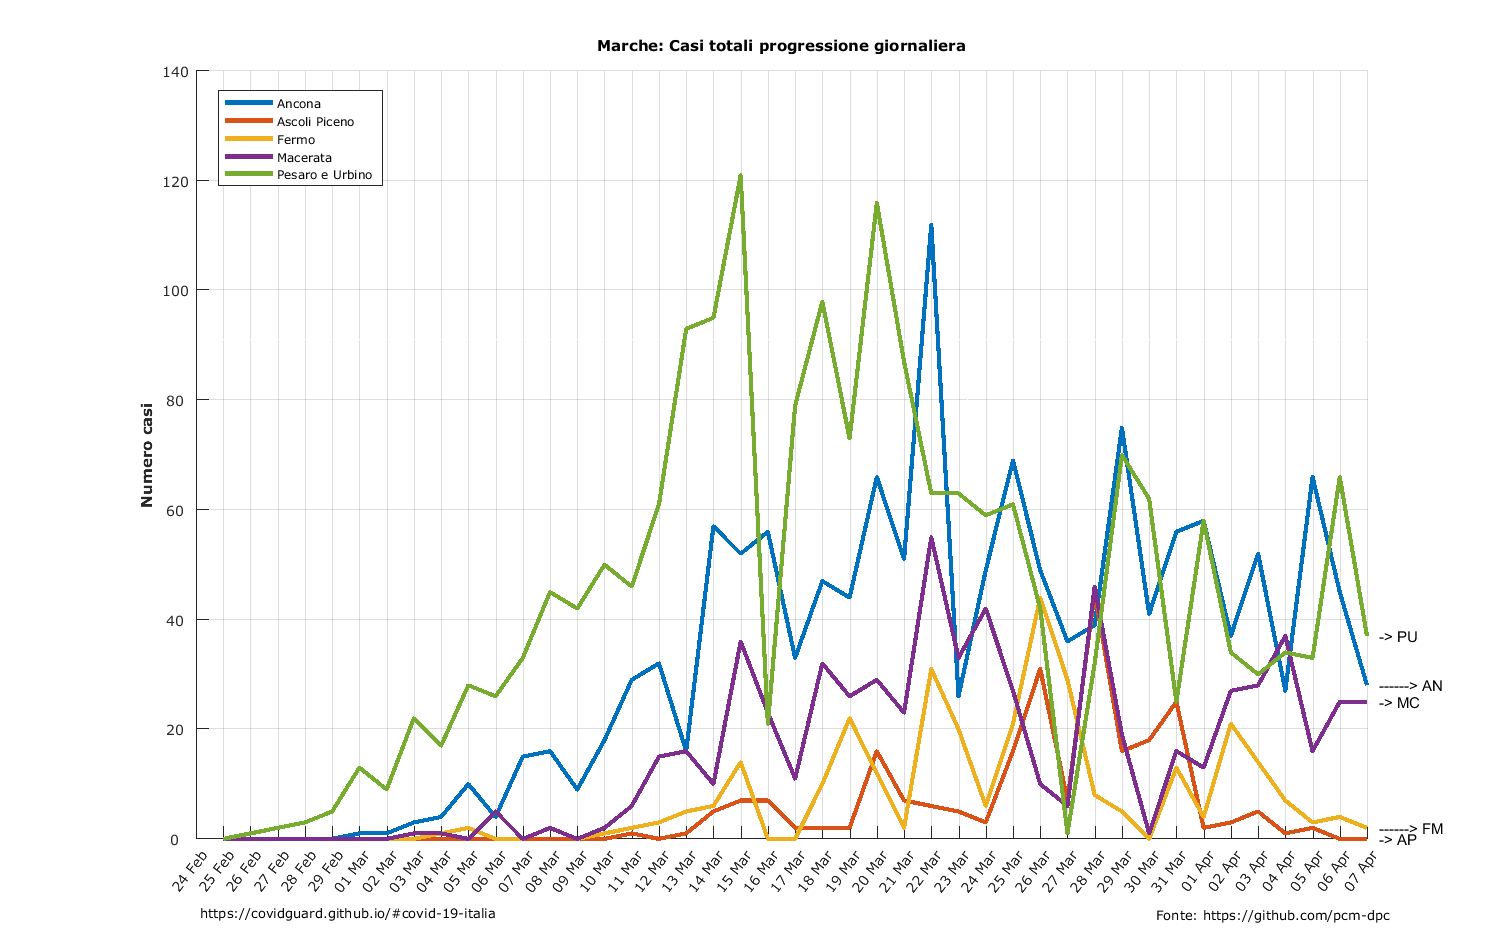 Marche: Casi totali progressione giornaliera
140
120
100
80
60
40
20
0
Numero casi
Ancona
Ascoli Piceno
Fermo
Macerata
Pesaro e Urbino
-> PU
------> AN
-> MC
------> FM
-> AP
24 Feb
25 Feb
26 Feb
27 Feb
28 Feb
29 Feb
01 Mar
02 Mar
03 Mar
04 Mar
05 Mar
06 Mar
07 Mar
08 Mar
09 Mar
10 Mar
11 Mar
12 Mar
13 Mar
14 Mar
15 Mar
16 Mar
17 Mar
18 Mar
19 Mar
20 Mar
21 Mar
22 Mar
23 Mar
24 Mar
25 Mar
26 Mar
27 Mar
28 Mar
29 Mar
30 Mar
31 Mar
01 Apr
02 Apr
03 Apr
04 Apr
05 Apr
06 Apr
07 Apr
https://covidguard.github.io/#covid-19-italia
Fonte: https://github.com/pcm-dpc